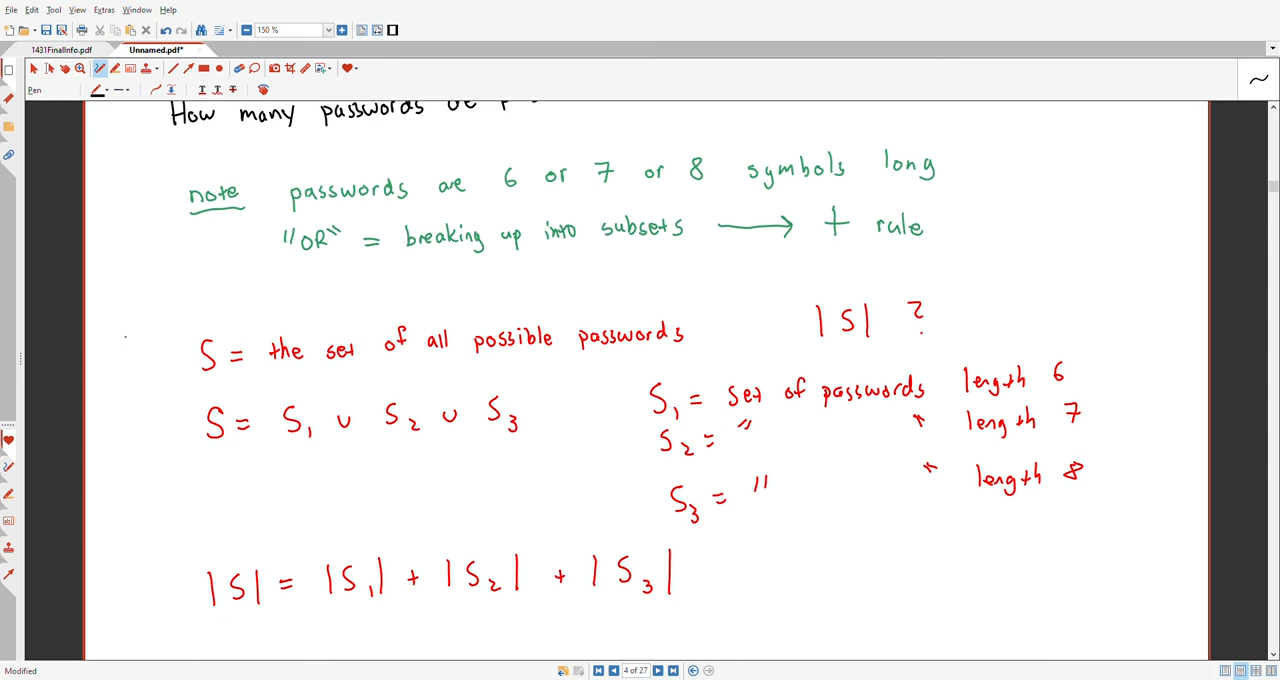 File Edit Tool View Extras Window Help
150 %
1431FinalInfo.pdf Unnamed.pdf*
Pen
How many passwords
note passwords are 6 or 7 or 8 symbols long
"OR" = breaking up into subsets → + rule
S = the set of all possible passwords |S| ?
S = S₁ ∪ S₂ ∪ S₃
S₁ = set of passwords length 6
S₂ = " " length 7
S₃ = " " length 8
|S| = |S₁| + |S₂| + |S₃|
Modified
4 of 27